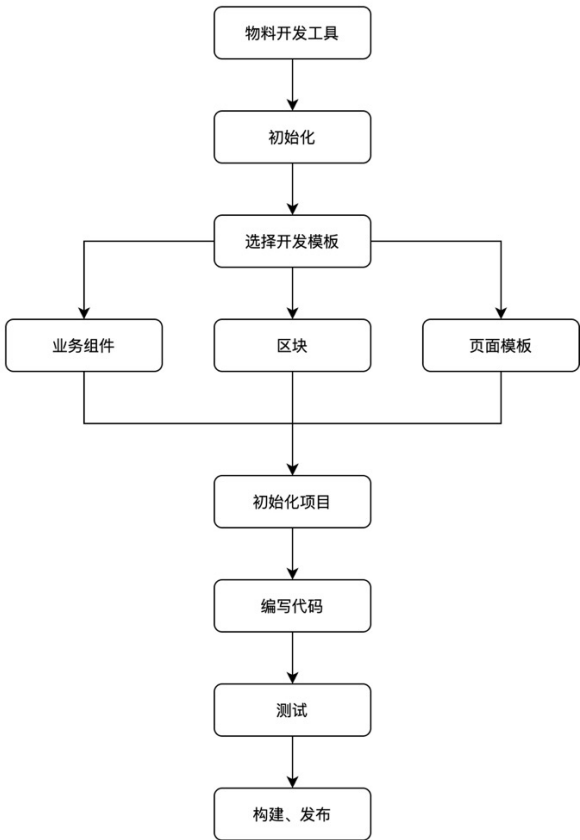 物料开发工具
初始化
选择开发模板
业务组件
区块
页面模板
初始化项目
编写代码
测试
构建、发布